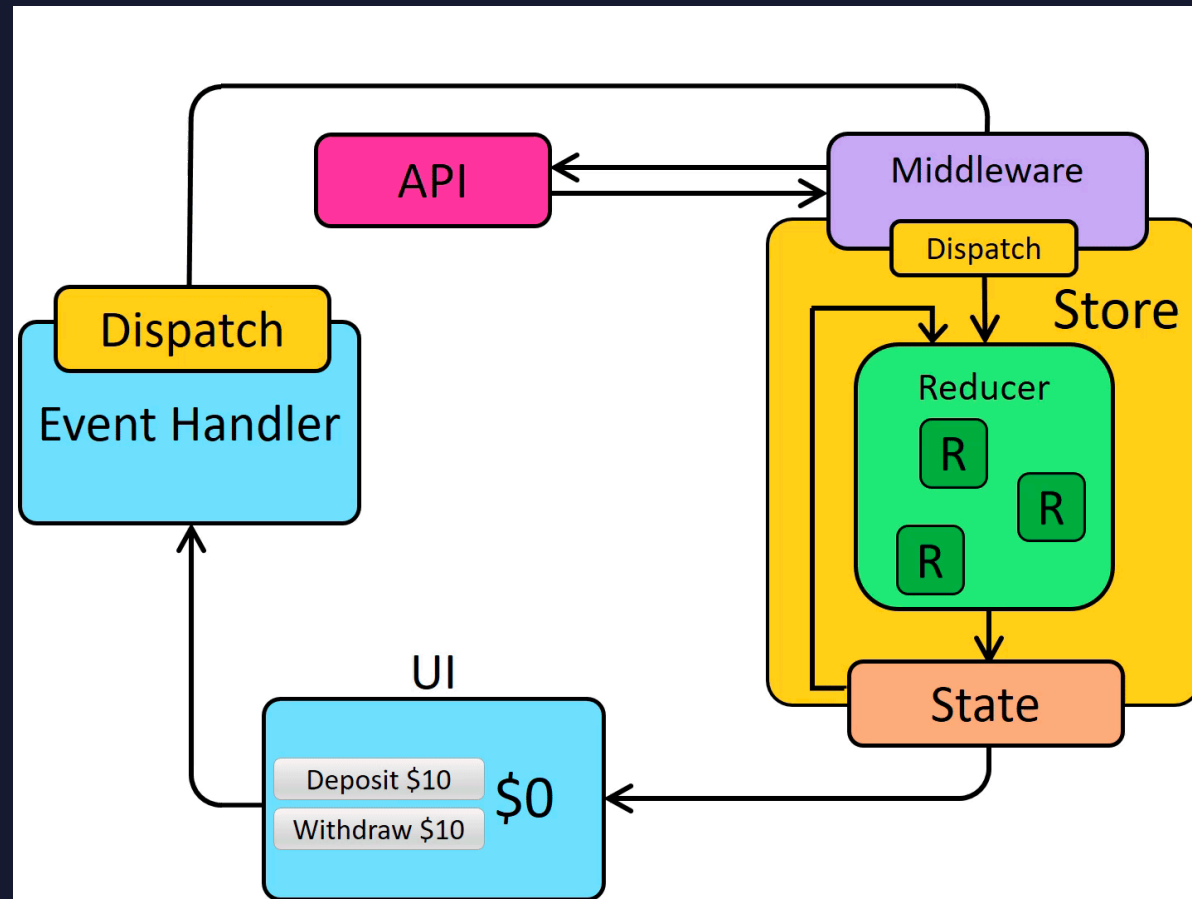 API
Middleware
Dispatch
Store
Dispatch
Event Handler
Reducer
R
R
R
UI
Deposit $10
$0
Withdraw $10
State